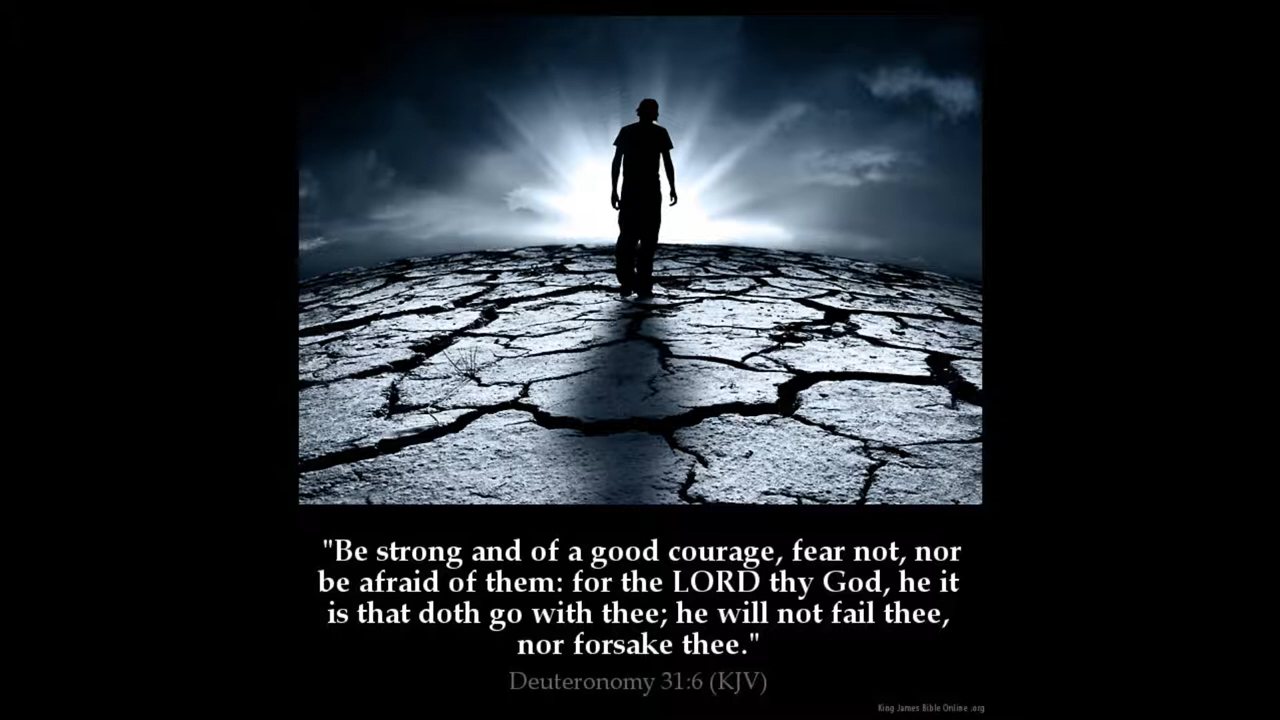 "Be strong and of a good courage, fear not, nor
be afraid of them: for the LORD thy God, he it
is that doth go with thee; he will not fail thee,
nor forsake thee."
Deuteronomy 31:6 (KJV)
King James Bible Online .org